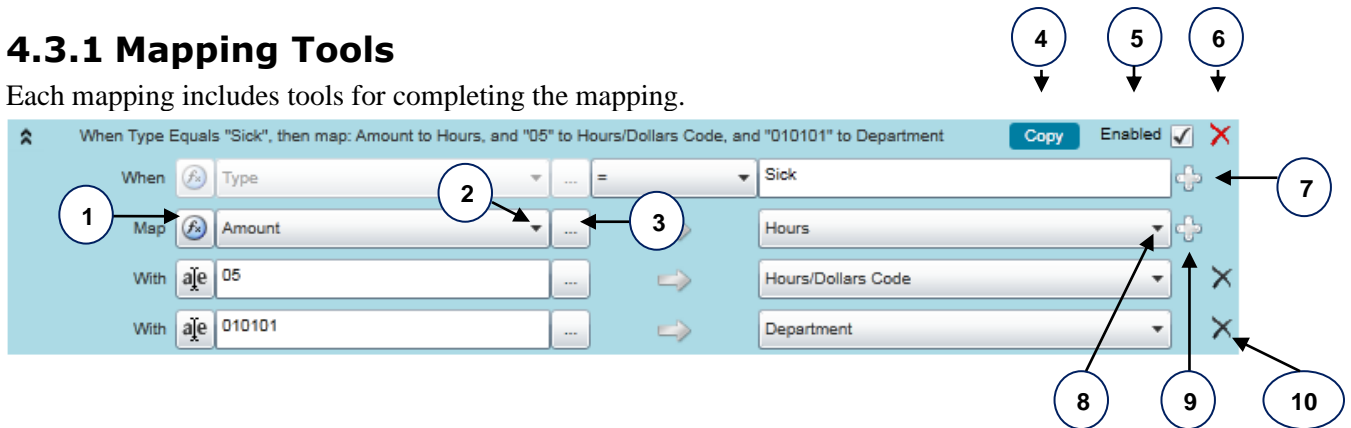 4 5 6
4.3.1 Mapping Tools
Each mapping includes tools for completing the mapping.
When Type Equals "Sick", then map: Amount to Hours, and "05" to Hours/Dollars Code, and "010101" to Department Copy Enabled
When fx Type ... = Sick
2 7
1 Map fx Amount ... 3 Hours
With a|e 05 ... Hours/Dollars Code
With a|e 010101 ... Department
8 9 10